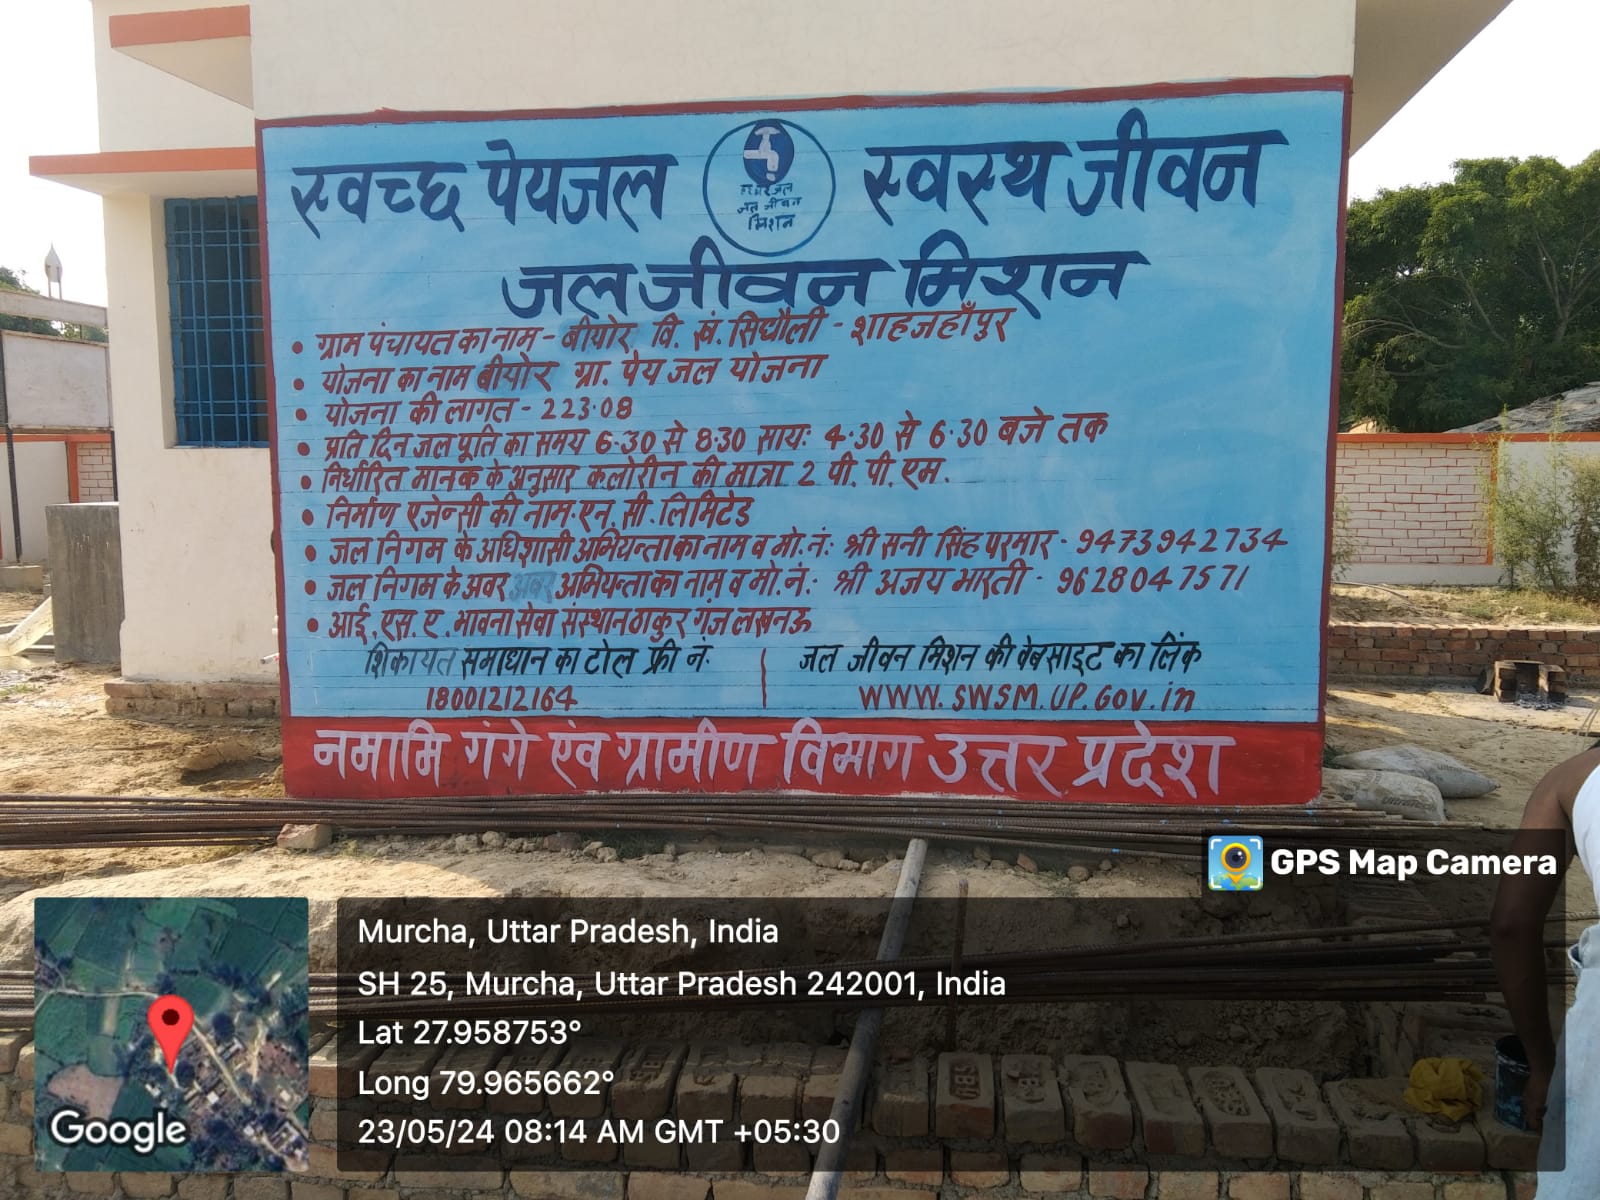 स्वच्छ पेयजल
हर घर जल
जल जीवन
मिशन
स्वस्थ जीवन
जल जीवन मिशन
• ग्राम पंचायत का नाम - बीयोर वि. खं. सिधौली - शाहजहाँपुर
• योजना का नाम बीयोर ग्रा. पेय जल योजना
• योजना की लागत - 223.08
• प्रति दिन जल पूर्ति का समय 6.30 से 8.30 सायः 4.30 से 6.30 बजे तक
• निर्धारित मानक के अनुसार कलोरीन की मात्रा 2 पी. पी. एम.
• निर्माण एजेन्सी की नाम. एन. सी. लिमिटेड
• जल निगम के अधिशासी अभियन्ता का नाम व मो. नं.: श्री सनी सिंह परमार - 9473942734
• जल निगम के अवर अवर अभियन्ता का नाम व मो. नं.: श्री अजय भारती - 9628047571
• आई. एस. ए. भावना सेवा संस्थान ठाकुर गंज लखनऊ
शिकायत समाधान का टोल फ्री नं.
18001212164
जल जीवन मिशन की वेबसाइट का लिंक
WWW.SWSM.UP.Gov.in
नमामि गंगे एंव ग्रामीण विभाग उत्तर प्रदेश
GPS Map Camera
Murcha, Uttar Pradesh, India
SH 25, Murcha, Uttar Pradesh 242001, India
Lat 27.958753°
Long 79.965662°
23/05/24 08:14 AM GMT +05:30
Google